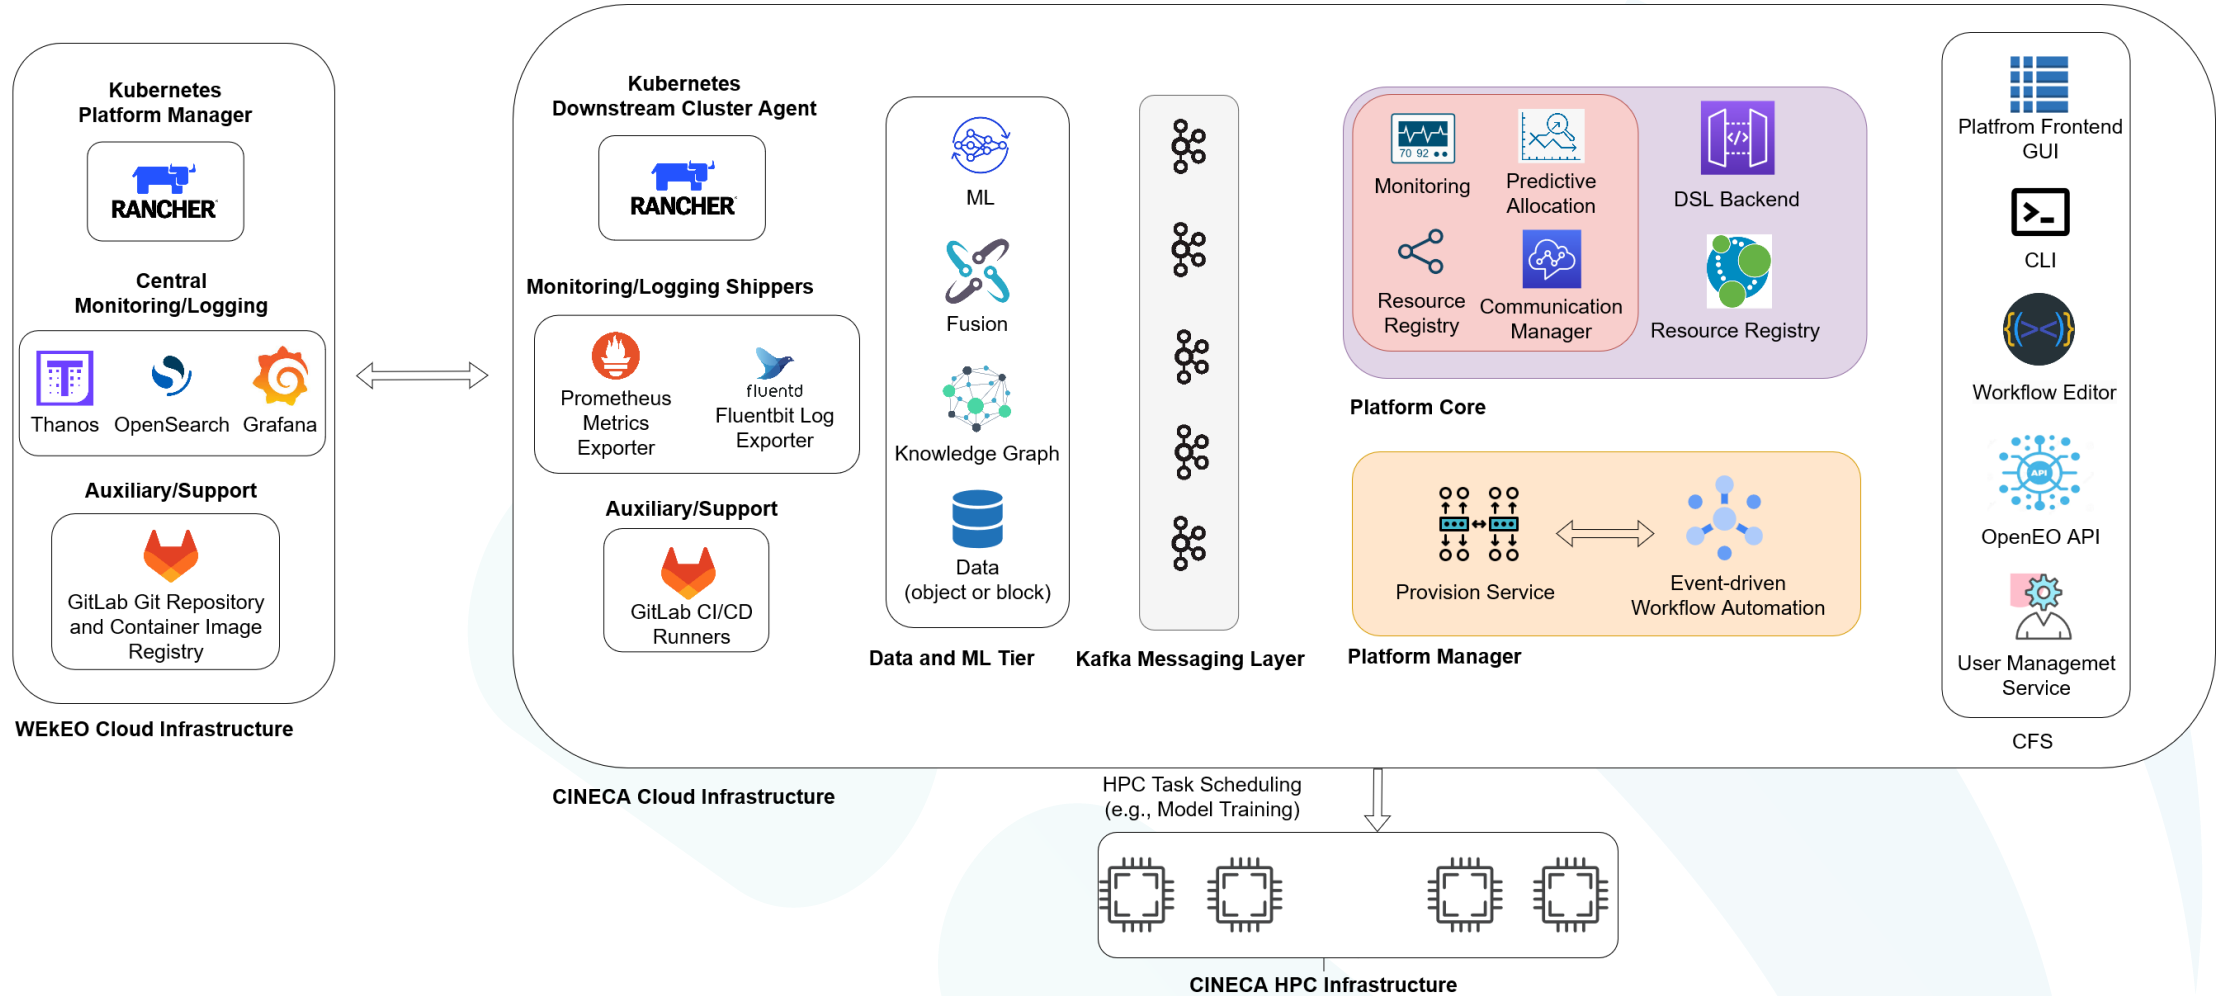 Kubernetes
Platform Manager
RANCHER
Central
Monitoring/Logging
Thanos
OpenSearch
Grafana
Auxiliary/Support
GitLab Git Repository
and Container Image
Registry
WEkEO Cloud Infrastructure
Kubernetes
Downstream Cluster Agent
RANCHER
Monitoring/Logging Shippers
Prometheus
Metrics
Exporter
fluentd
Fluentbit Log
Exporter
Auxiliary/Support
GitLab CI/CD
Runners
ML
Fusion
Knowledge Graph
Data
(object or block)
Data and ML Tier
Kafka Messaging Layer
70 92
Monitoring
Predictive
Allocation
Resource
Registry
Communication
Manager
DSL Backend
Resource Registry
Platform Core
Provision Service
Event-driven
Workflow Automation
Platform Manager
Platfrom Frontend
GUI
CLI
Workflow Editor
API
OpenEO API
User Managemet
Service
CFS
CINECA Cloud Infrastructure
HPC Task Scheduling
(e.g., Model Training)
CINECA HPC Infrastructure